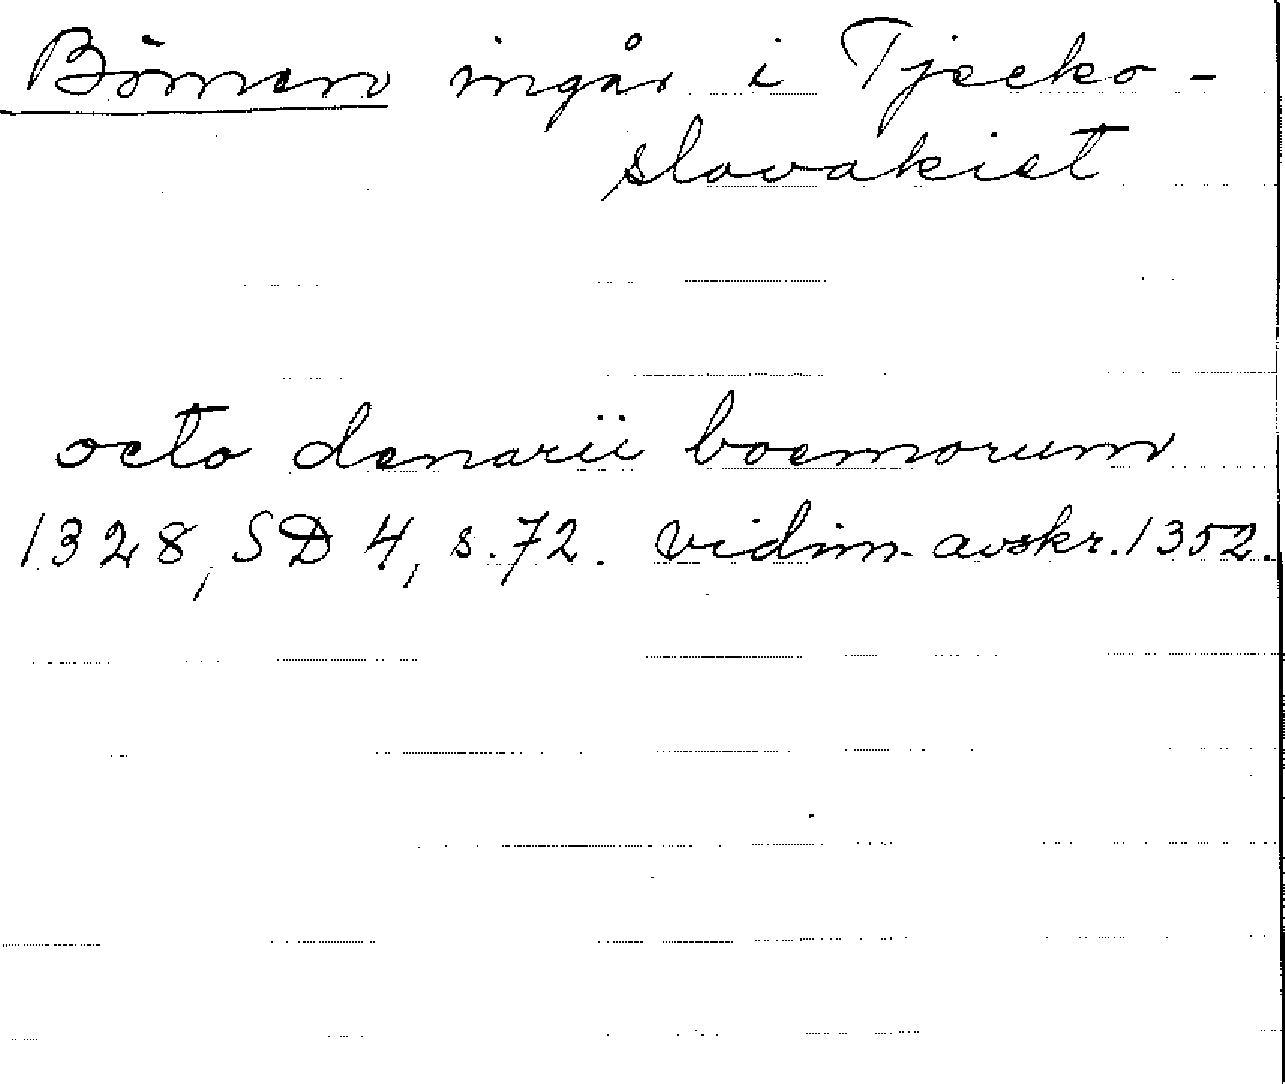 Bömen ingår i Tjecko-
slovakiet
octo denarii boemorum
1328, SD 4, s. 72. vidim. avskr. 1352.